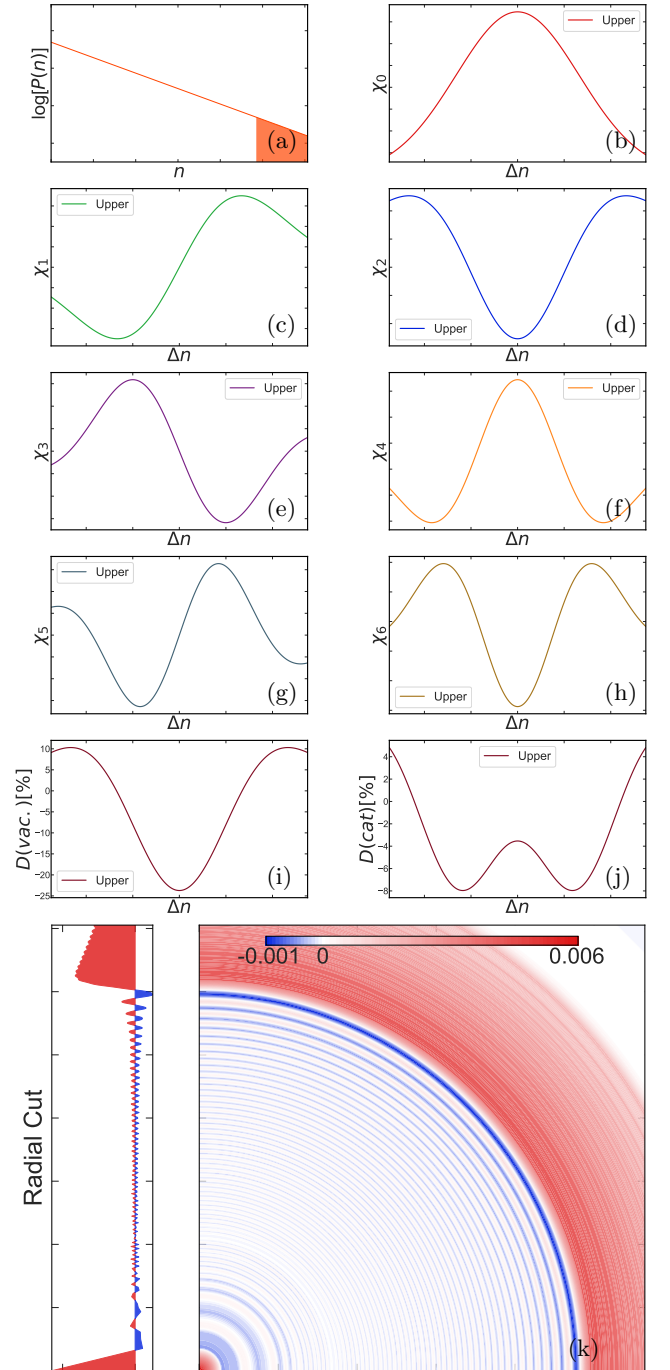 log[P(n)]
(a)
n
χ0
Upper
(b)
Δn
χ1
Upper
(c)
Δn
χ2
Upper
(d)
Δn
χ3
Upper
(e)
Δn
χ4
Upper
(f)
Δn
χ5
Upper
(g)
Δn
χ6
Upper
(h)
Δn
D(vac.)[%]
10
5
0
−5
−10
−15
−20
−25
Upper
(i)
Δn
D(cat)[%]
4
2
0
−2
−4
−6
−8
Upper
(j)
Δn
Radial Cut
-0.001 0 0.006
(k)